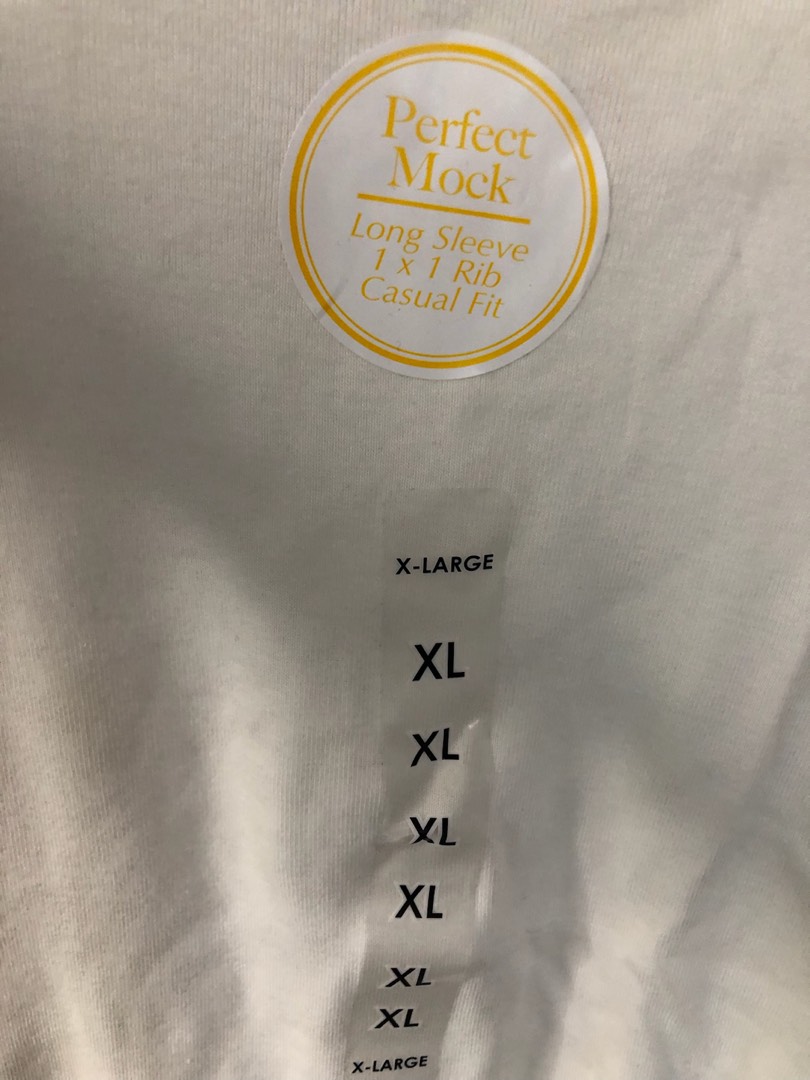 Perfect
Mock
Long Sleeve
1 x 1 Rib
Casual Fit
X-LARGE
XL
XL
XL
XL
XL
XL
X-LARGE